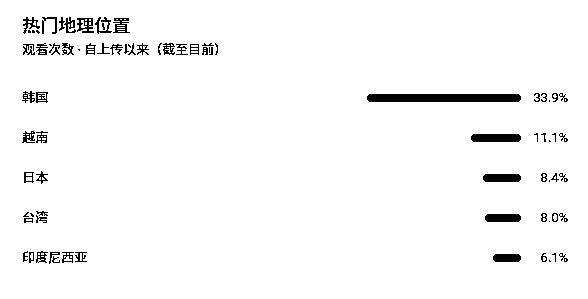 热门地理位置
观看次数 · 自上传以来（截至目前）
韩国 33.9%
越南 11.1%
日本 8.4%
台湾 8.0%
印度尼西亚 6.1%